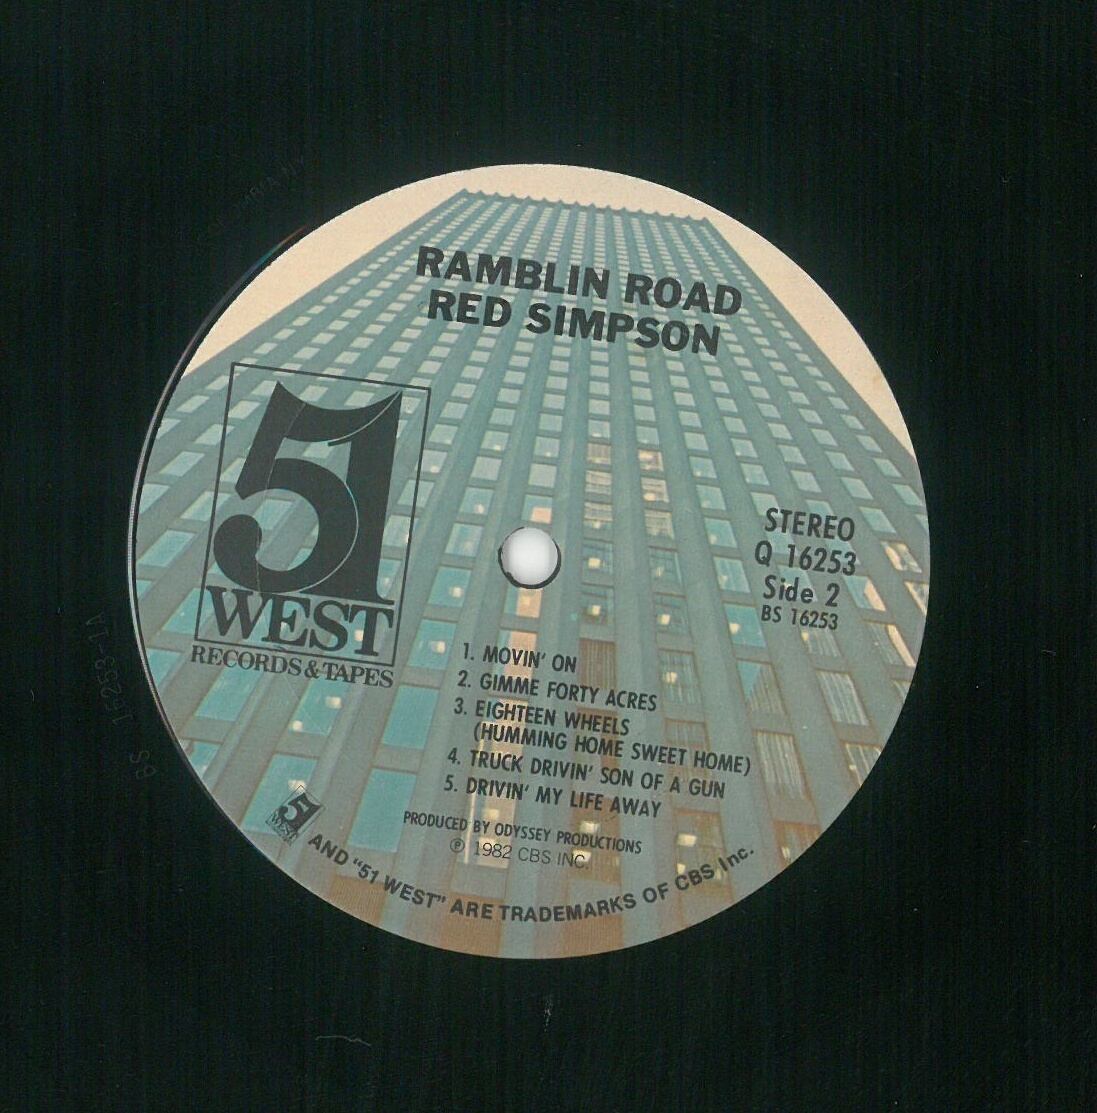 RAMBLIN ROAD
RED SIMPSON
51
WEST
RECORDS & TAPES
STEREO
Q 16253
Side 2
BS 16253
1. MOVIN' ON
2. GIMME FORTY ACRES
3. EIGHTEEN WHEELS
(HUMMING HOME SWEET HOME)
4. TRUCK DRIVIN' SON OF A GUN
5. DRIVIN' MY LIFE AWAY
PRODUCED BY ODYSSEY PRODUCTIONS
℗ 1982 CBS INC.
51
WEST
AND "51 WEST" ARE TRADEMARKS OF CBS Inc.
BS 16253-1A